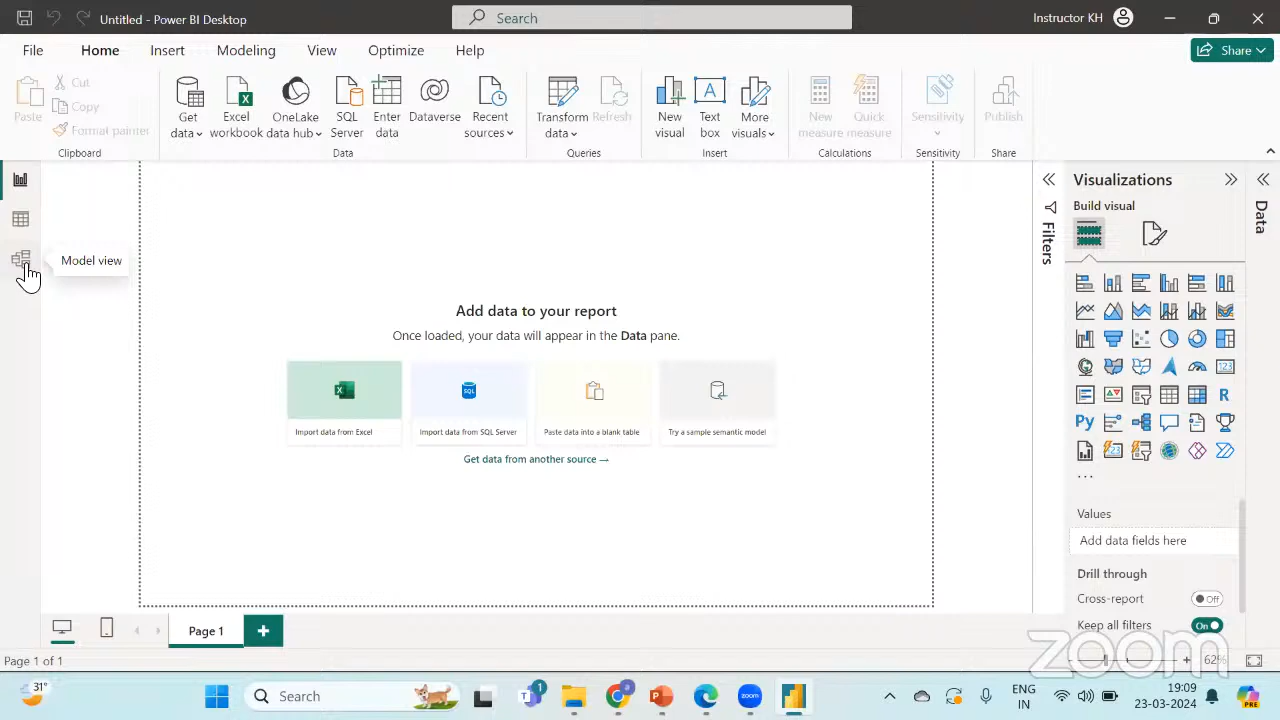 Untitled - Power BI Desktop
Search
Instructor KH
File Home Insert Modeling View Optimize Help
Share
Paste
Cut
Copy
Format painter
Clipboard
Get data
Excel workbook
OneLake data hub
SQL Server
Enter data
Dataverse
Recent sources
Data
Transform data
Refresh
Queries
New visual
Text box
More visuals
Insert
New measure
Quick measure
Calculations
Sensitivity
Sensitivity
Publish
Share
Model view
Add data to your report
Once loaded, your data will appear in the Data pane.
Import data from Excel
Import data from SQL Server
Paste data into a blank table
Try a sample semantic model
Get data from another source →
Filters
Visualizations
Build visual
R
Py
...
Values
Add data fields here
Drill through
Cross-report
Off
Keep all filters
On
Data
Page 1
Page 1 of 1
62%
zoom
31°
Search
ENG
IN
19:09
23-03-2024